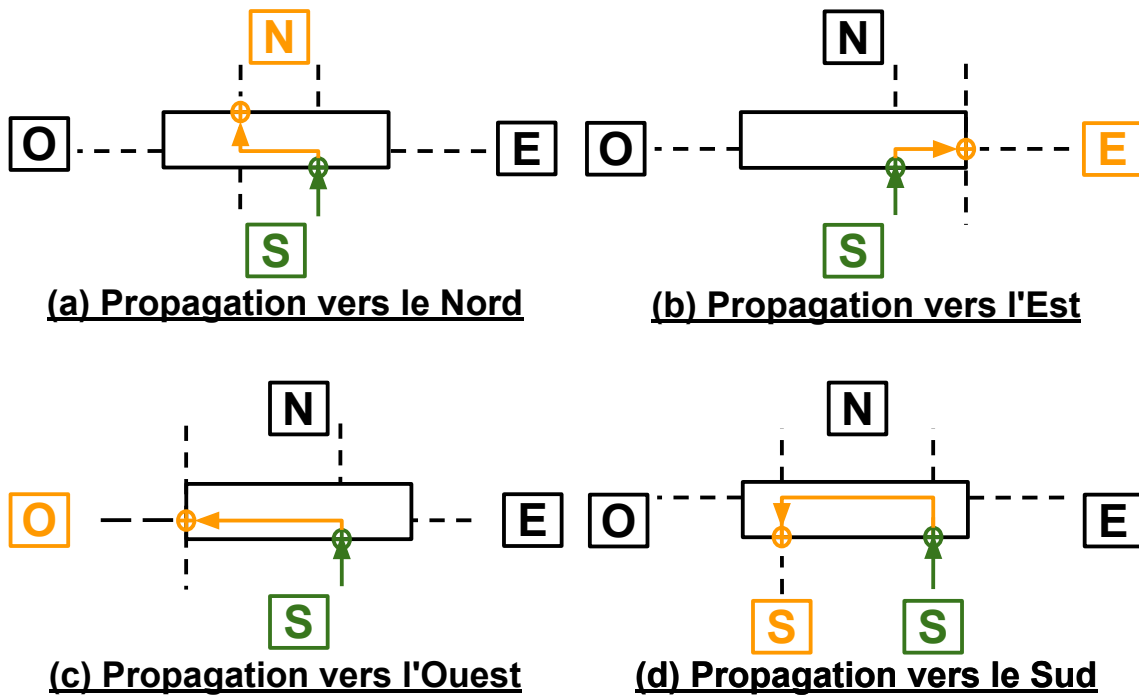 N N
O E O E
S S
(a) Propagation vers le Nord (b) Propagation vers l'Est
N N
O E O E
S S S
(c) Propagation vers l'Ouest (d) Propagation vers le Sud